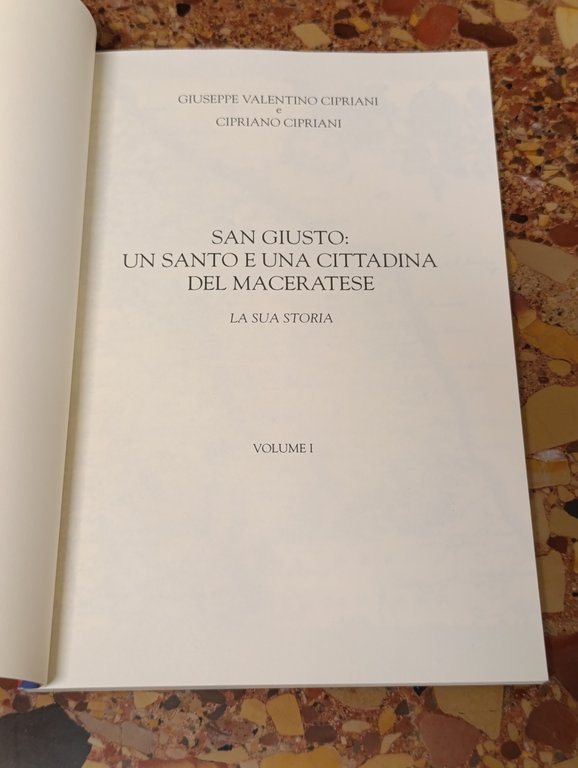 GIUSEPPE VALENTINO CIPRIANI
e
CIPRIANO CIPRIANI
SAN GIUSTO:
UN SANTO E UNA CITTADINA
DEL MACERATESE
LA SUA STORIA
VOLUME I